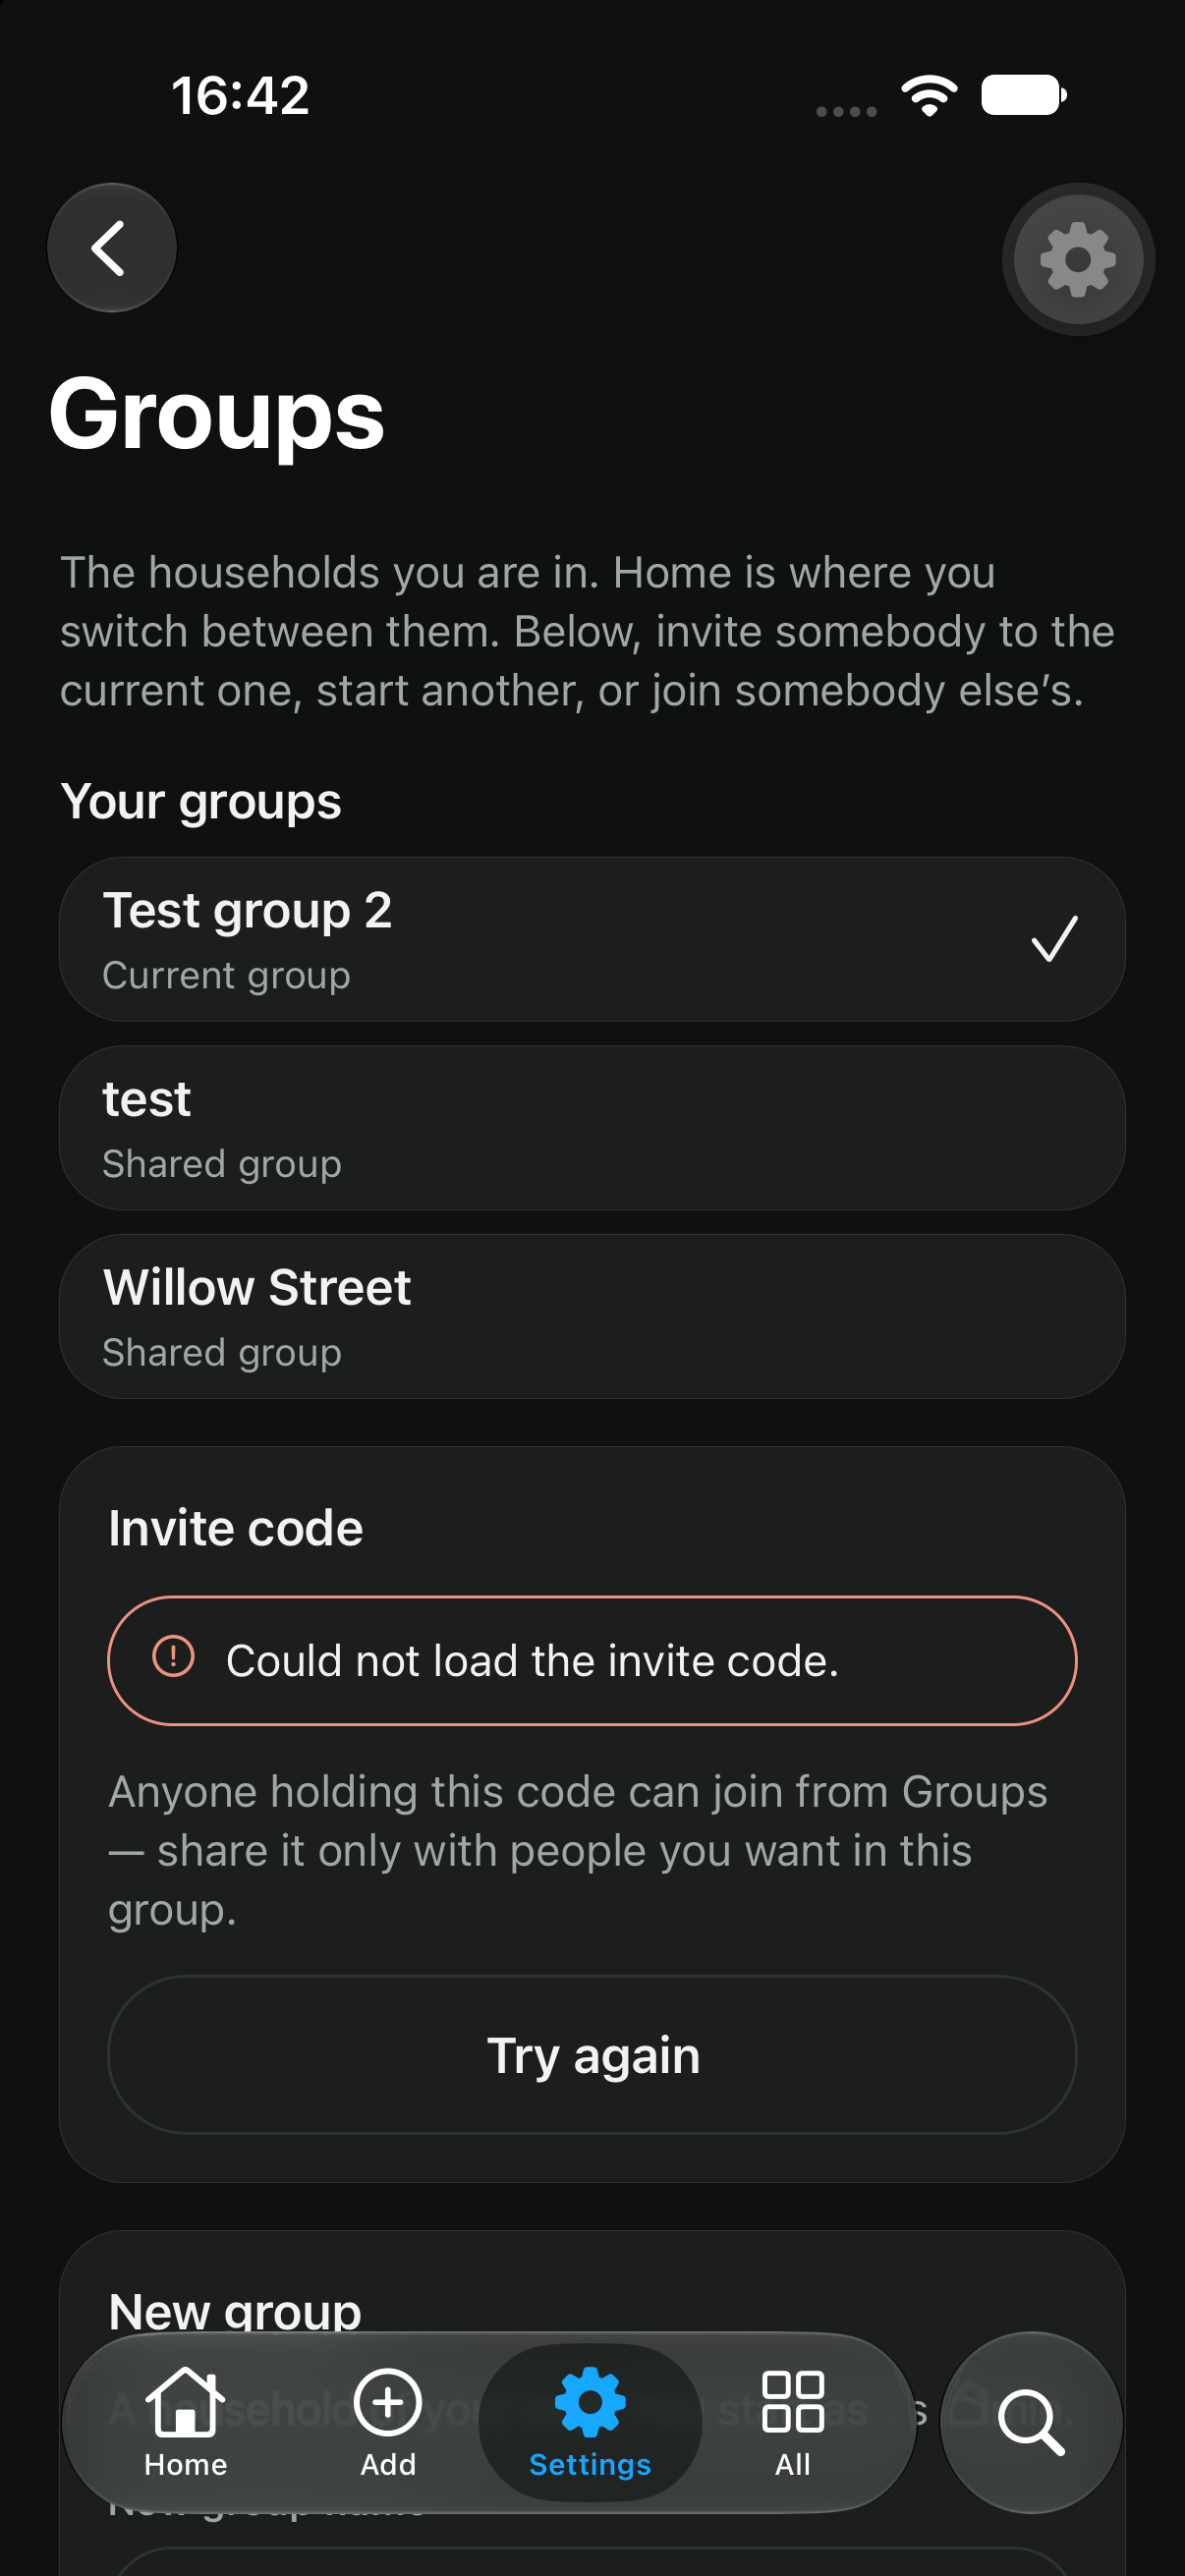 16:42
Groups
The households you are in. Home is where you
switch between them. Below, invite somebody to the
current one, start another, or join somebody else’s.
Your groups
Test group 2
Current group
test
Shared group
Willow Street
Shared group
Invite code
Could not load the invite code.
Anyone holding this code can join from Groups
— share it only with people you want in this
group.
Try again
New group
Home
Add
Settings
All